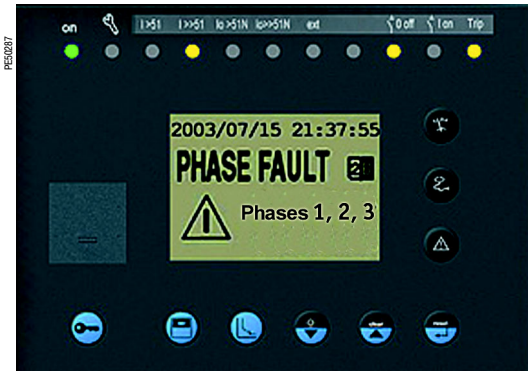 PE50287
on I>51 I>>51 Io>51N Io>>51N ext 0 off I on Trip
2003/07/15 21:37:55
PHASE FAULT 2
Phases 1, 2, 3
clear reset